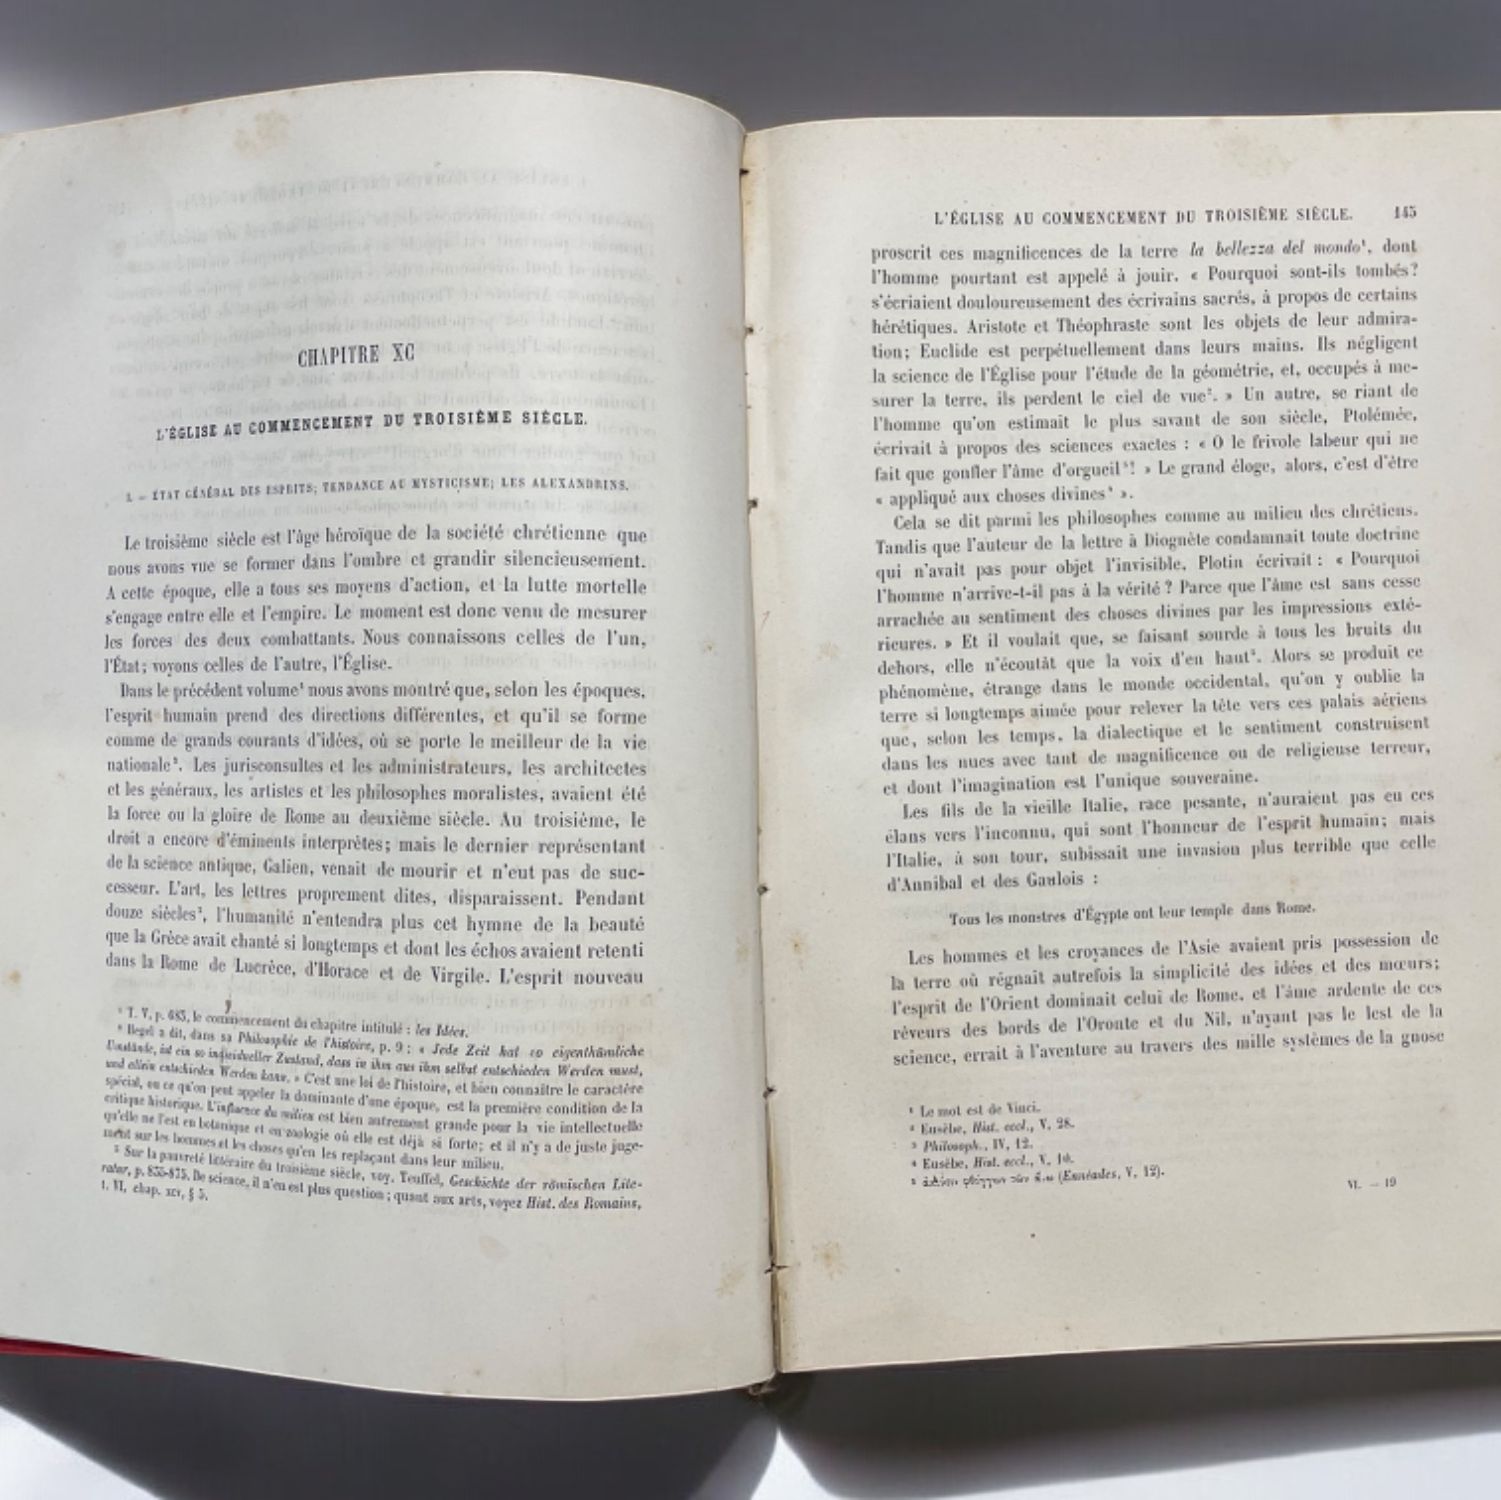 CHAPITRE XC
L'ÉGLISE AU COMMENCEMENT DU TROISIÈME SIÈCLE.
I. — ÉTAT GÉNÉRAL DES ESPRITS; TENDANCE AU MYSTICISME; LES ALEXANDRINS.
Le troisième siècle est l'âge héroïque de la société chrétienne que
nous avons vue se former dans l'ombre et grandir silencieusement.
A cette époque, elle a tous ses moyens d'action, et la lutte mortelle
s'engage entre elle et l'empire. Le moment est donc venu de mesurer
les forces des deux combattants. Nous connaissons celles de l'un,
l'État; voyons celles de l'autre, l'Église.
Dans le précédent volume¹ nous avons montré que, selon les époques,
l'esprit humain prend des directions différentes, et qu'il se forme
comme de grands courants d'idées, où se porte le meilleur de la vie
nationale². Les jurisconsultes et les administrateurs, les architectes
et les généraux, les artistes et les philosophes moralistes, avaient été
la force ou la gloire de Rome au deuxième siècle. Au troisième, le
droit a encore d'éminents interprètes; mais le dernier représentant
de la science antique, Galien, venait de mourir et n'eut pas de suc-
cesseur. L'art, les lettres proprement dites, disparaissent. Pendant
douze siècles³, l'humanité n'entendra plus cet hymne de la beauté
que la Grèce avait chanté si longtemps et dont les échos avaient retenti
dans la Rome de Lucrèce, d'Horace et de Virgile. L'esprit nouveau
¹ T. V, p. 685, le commencement du chapitre intitulé : les Idées.
² Hegel a dit, dans sa Philosophie de l'histoire, p. 9 : « Jede Zeit hat so eigenthümliche
Umstände, ist ein so individueller Zustand, dass in ihm aus ihm selbst entschieden Werden must,
und allein entschieden Werden kann. » C'est une loi de l'histoire, et bien connaître le caractère
spécial, ou ce qu'on peut appeler la dominante d'une époque, est la première condition de la
critique historique. L'influence du milieu est bien autrement grande pour la vie intellectuelle
qu'elle ne l'est en botanique et en zoologie où elle est déjà si forte; et il n'y a de juste juge-
ment sur les hommes et les choses qu'en les replaçant dans leur milieu.
³ Sur la pauvreté littéraire du troisième siècle, voy. Teuffel, Geschichte der römischen Lite-
ratur, p. 835-875. De science, il n'en est plus question; quant aux arts, voyez Hist. des Romains,
t. VI, chap. XCV, § 5.
L'ÉGLISE AU COMMENCEMENT DU TROISIÈME SIÈCLE. 145
proscrit ces magnificences de la terre la bellezza del mondo¹, dont
l'homme pourtant est appelé à jouir. « Pourquoi sont-ils tombés?
s'écriaient douloureusement des écrivains sacrés, à propos de certains
hérétiques. Aristote et Théophraste sont les objets de leur admira-
tion; Euclide est perpétuellement dans leurs mains. Ils négligent
la science de l'Église pour l'étude de la géométrie, et, occupés à me-
surer la terre, ils perdent le ciel de vue². » Un autre, se riant de
l'homme qu'on estimait le plus savant de son siècle, Ptolémée,
écrivait à propos des sciences exactes : « O le frivole labeur qui ne
fait que gonfler l'âme d'orgueil³! » Le grand éloge, alors, c'est d'être
« appliqué aux choses divines⁴ ».
Cela se dit parmi les philosophes comme au milieu des chrétiens.
Tandis que l'auteur de la lettre à Diognète condamnait toute doctrine
qui n'avait pas pour objet l'invisible, Plotin écrivait : « Pourquoi
l'homme n'arrive-t-il pas à la vérité? Parce que l'âme est sans cesse
arrachée au sentiment des choses divines par les impressions exté-
rieures. » Et il voulait que, se faisant sourde à tous les bruits du
dehors, elle n'écoutât que la voix d'en haut⁵. Alors se produit ce
phénomène, étrange dans le monde occidental, qu'on y oublie la
terre si longtemps aimée pour relever la tête vers ces palais aériens
que, selon les temps, la dialectique et le sentiment construisent
dans les nues avec tant de magnificence ou de religieuse terreur,
et dont l'imagination est l'unique souveraine.
Les fils de la vieille Italie, race pesante, n'auraient pas eu ces
élans vers l'inconnu, qui sont l'honneur de l'esprit humain; mais
l'Italie, à son tour, subissait une invasion plus terrible que celle
d'Annibal et des Gaulois :
Tous les monstres d'Égypte ont leur temple dans Rome.
Les hommes et les croyances de l'Asie avaient pris possession de
la terre où régnait autrefois la simplicité des idées et des mœurs;
l'esprit de l'Orient dominait celui de Rome, et l'âme ardente de ces
rêveurs des bords de l'Oronte et du Nil, n'ayant pas le lest de la
science, errait à l'aventure au travers des mille systèmes de la gnose
¹ Le mot est de Vinci.
² Eusèbe, Hist. eccl., V, 28.
³ Philosoph., IV, 12.
⁴ Eusèbe, Hist. eccl., V, 10.
⁵ (Ennéades, V, 12).
VI. — 19